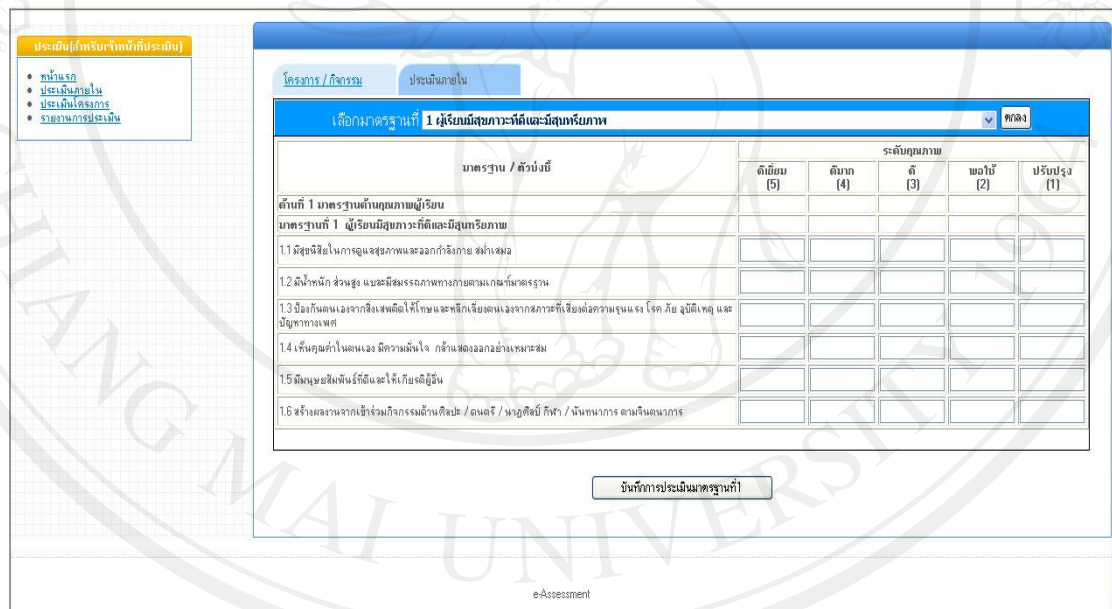 ประเมิน(สำหรับเจ้าหน้าที่ประเมิน)
หน้าแรก
ประเมินภายใน
ประเมินโครงการ
รายงานการประเมิน
โครงการ / กิจกรรม
ประเมินภายใน
เลือกมาตรฐานที่ 1 ผู้เรียนมีสุขภาวะที่ดีและมีสุนทรียภาพ ตกลง
มาตรฐาน / ตัวบ่งชี้
ระดับคุณภาพ
ดีเยี่ยม (5)
ดีมาก (4)
ดี (3)
พอใช้ (2)
ปรับปรุง (1)
ด้านที่ 1 มาตรฐานด้านคุณภาพผู้เรียน
มาตรฐานที่ 1 ผู้เรียนมีสุขภาวะที่ดีและมีสุนทรียภาพ
1.1 มีสุขนิสัยในการดูแลสุขภาพและออกกำลังกาย สม่ำเสมอ
1.2 มีน้ำหนัก ส่วนสูง และมีสมรรถภาพทางกายตามเกณฑ์มาตรฐาน
1.3 ป้องกันตนเองจากสิ่งเสพติดให้โทษและหลีกเลี่ยงตนเองจากสภาวะที่เสี่ยงต่อความรุนแรง โรค ภัย อุบัติเหตุ และ
ปัญหาทางเพศ
1.4 เห็นคุณค่าในตนเอง มีความมั่นใจ กล้าแสดงออกอย่างเหมาะสม
1.5 มีมนุษยสัมพันธ์ที่ดีและให้เกียรติผู้อื่น
1.6 สร้างผลงานจากเข้าร่วมกิจกรรมด้านศิลปะ / ดนตรี / นาฏศิลป์ กีฬา / นันทนาการ ตามจินตนาการ
บันทึกการประเมินมาตรฐานที่1
e-Assessment